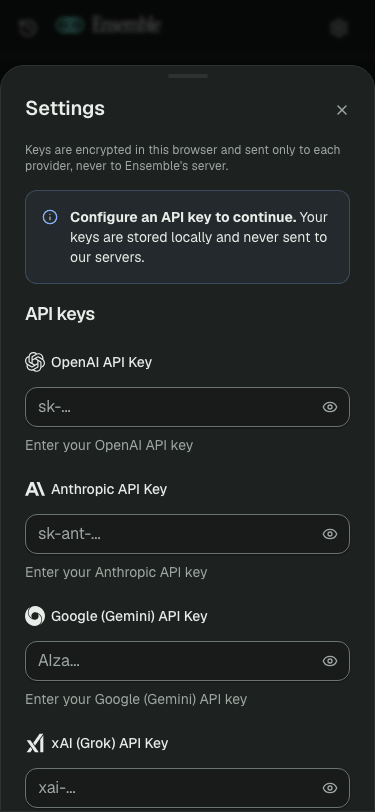 Ensemble
Settings
Keys are encrypted in this browser and sent only to each
provider, never to Ensemble's server.
Configure an API key to continue. Your
keys are stored locally and never sent to
our servers.
API keys
OpenAI API Key
sk-...
Enter your OpenAI API key
Anthropic API Key
sk-ant-...
Enter your Anthropic API key
Google (Gemini) API Key
AIza...
Enter your Google (Gemini) API key
xAI (Grok) API Key
xai-...